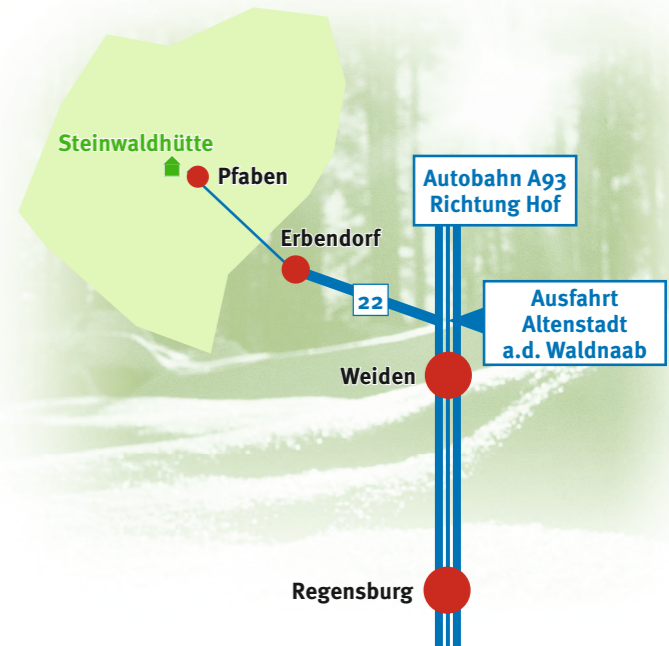 Steinwaldhütte
Pfaben
Autobahn A93
Richtung Hof
Erbendorf
22
Ausfahrt
Altenstadt
a.d. Waldnaab
Weiden
Regensburg